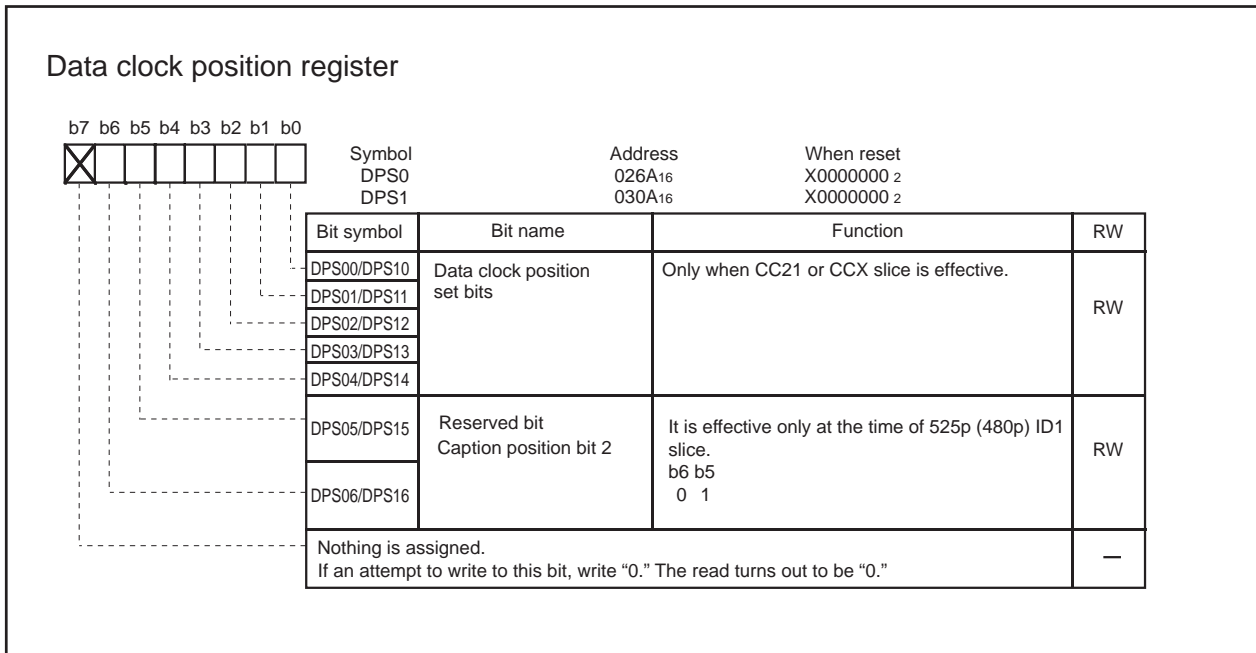 Data clock position register
b7 b6 b5 b4 b3 b2 b1 b0
Symbol Address When reset
DPS0 026A16 X0000000 2
DPS1 030A16 X0000000 2
Bit symbol Bit name Function RW
DPS00/DPS10 Data clock position Only when CC21 or CCX slice is effective.
DPS01/DPS11 set bits
RW
DPS02/DPS12
DPS03/DPS13
DPS04/DPS14
DPS05/DPS15 Reserved bit It is effective only at the time of 525p (480p) ID1
Caption position bit 2 slice. RW
b6 b5
DPS06/DPS16 0 1
Nothing is assigned. –
If an attempt to write to this bit, write “0.” The read turns out to be “0.”